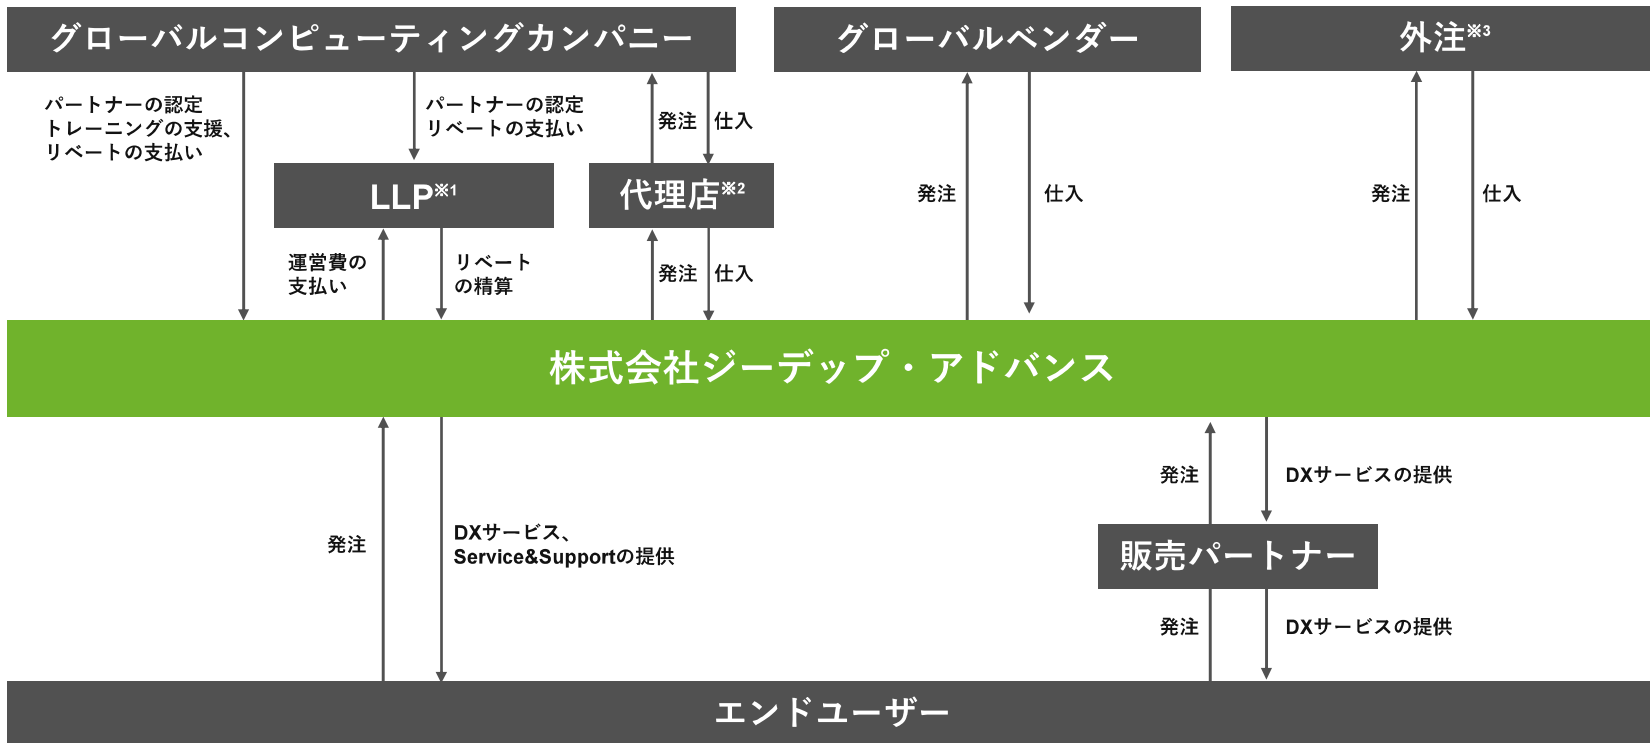 グローバルコンピューティングカンパニー
グローバルベンダー
外注※3
パートナーの認定
トレーニングの支援、
リベートの支払い
パートナーの認定
リベートの支払い
発注
仕入
LLP※1
代理店※2
発注
仕入
発注
仕入
運営費の
支払い
リベート
の精算
発注
仕入
株式会社ジーデップ・アドバンス
発注
DXサービス、
Service&Supportの提供
発注
DXサービスの提供
販売パートナー
発注
DXサービスの提供
エンドユーザー